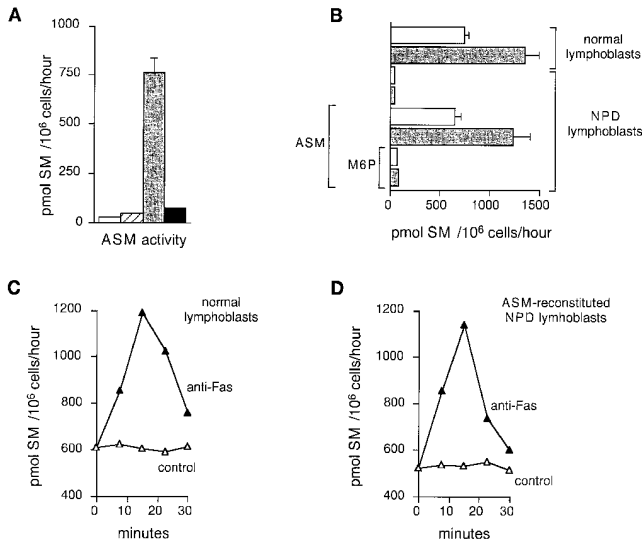 A
pmol SM /10⁶ cells/hour
1000
750
500
250
0
ASM activity
B
normal
lymphoblasts
NPD
lymphoblasts
ASM
M6P
0
500
1000
1500
pmol SM /10⁶ cells/hour
C
normal
lymphoblasts
pmol SM /10⁶ cells/hour
1200
1000
800
600
400
anti-Fas
control
0
10
20
30
minutes
D
ASM-reconstituted
NPD lymhoblasts
pmol SM /10⁶ cells/hour
1200
1000
800
600
400
anti-Fas
control
0
10
20
30
minutes